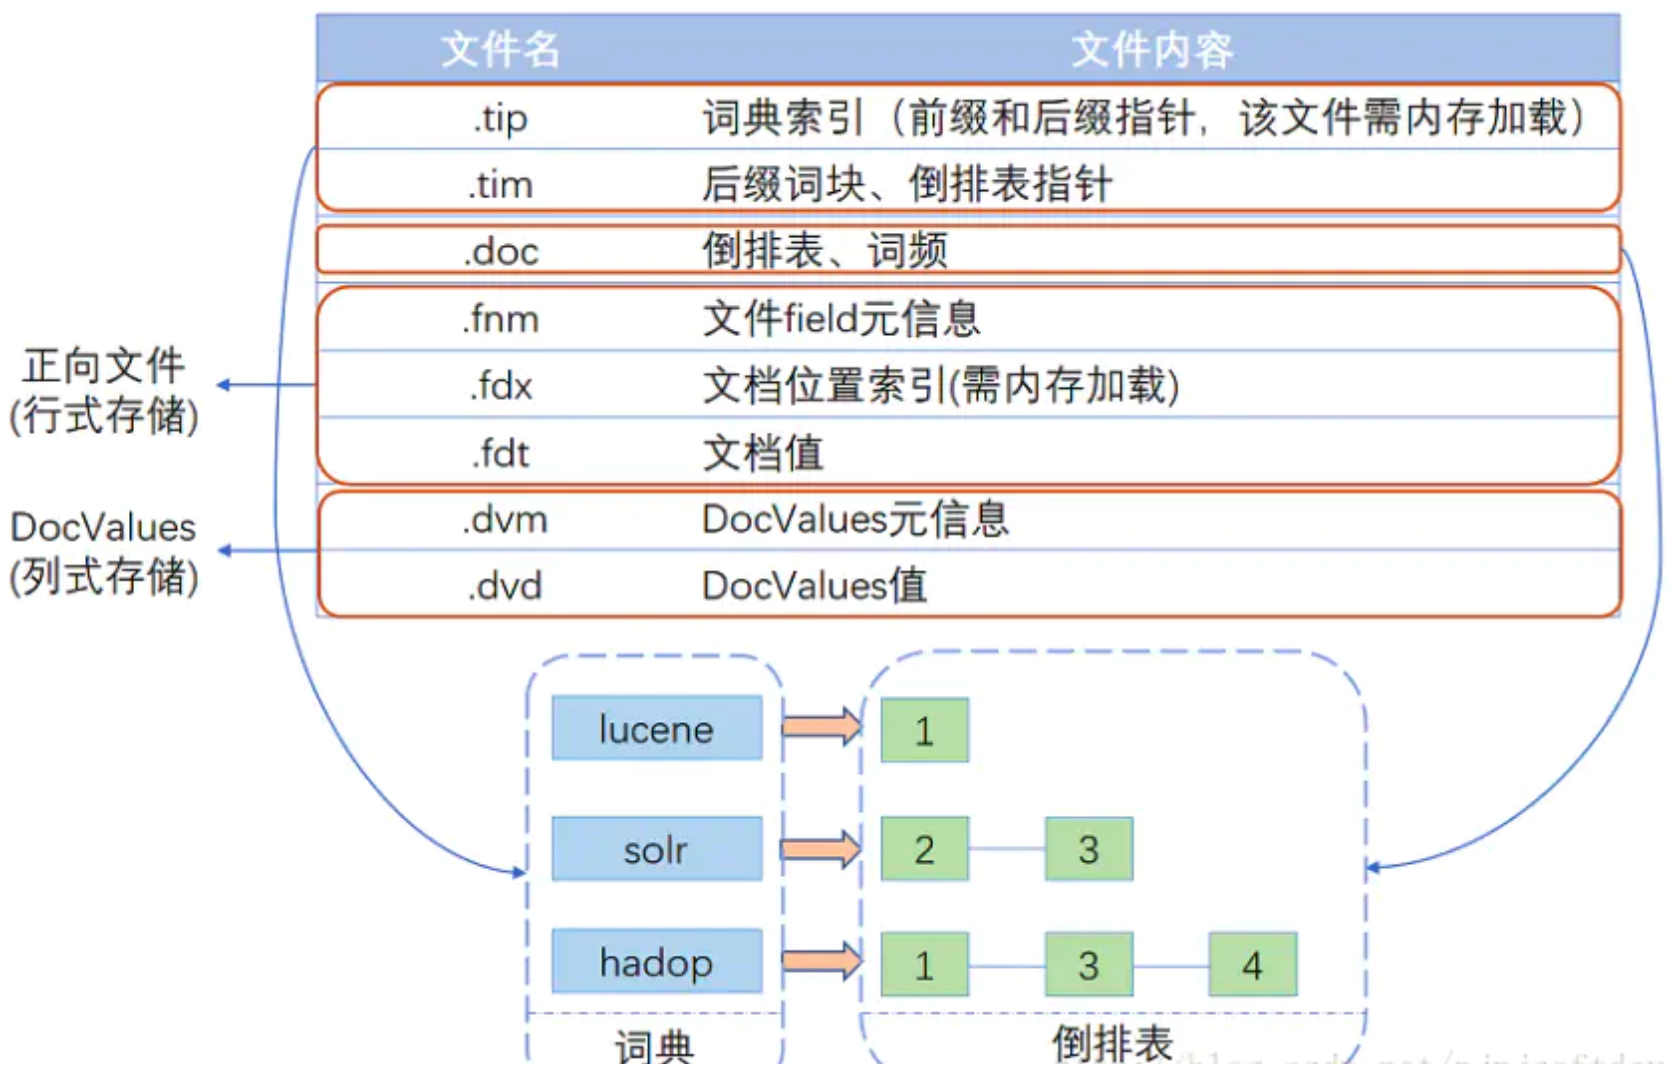 文件名 文件内容
.tip 词典索引（前缀和后缀指针，该文件需内存加载）
.tim 后缀词块、倒排表指针
.doc 倒排表、词频
.fnm 文件field元信息
正向文件
(行式存储)
.fdx 文档位置索引(需内存加载)
.fdt 文档值
DocValues
(列式存储)
.dvm DocValues元信息
.dvd DocValues值
lucene 1
solr 2 3
hadop 1 3 4
词典 倒排表